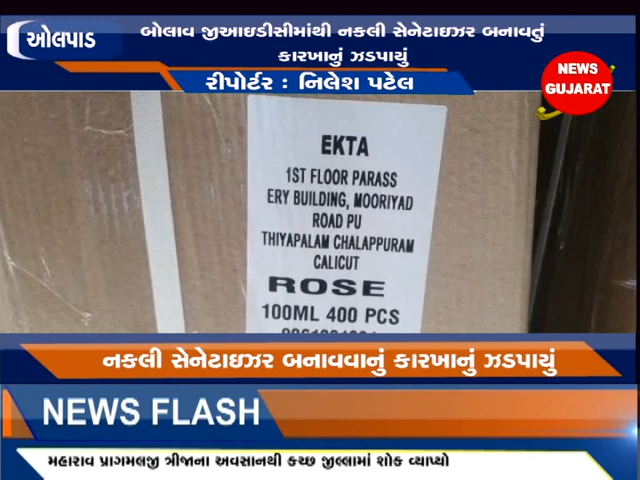 ઓલપાડ
બોલાવ જીઆઇડીસીમાંથી નકલી સેનેટાઇઝર બનાવતું
કારખાનું ઝડપાયું
રીપોર્ટર : નિલેશ પટેલ
NEWS
GUJARAT
EKTA
1ST FLOOR PARASS
ERY BUILDING, MOORIYAD
ROAD PU
THIYAPALAM CHALAPPURAM
CALICUT
ROSE
100ML 400 PCS
નકલી સેનેટાઇઝર બનાવવાનું કારખાનું ઝડપાયું
NEWS FLASH
મહારાવ પ્રાગમલજી ત્રીજાના અવસાનથી કચ્છ જીલ્લામાં શોક વ્યાપ્યો